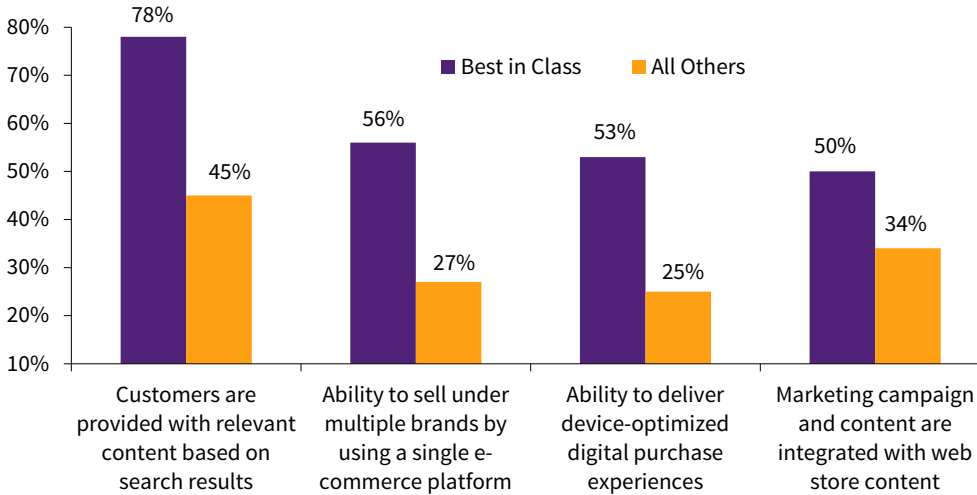 78%
80%
70%
Best in Class
All Others
60%
56%
53%
50%
50%
45%
40%
34%
30%
27%
25%
20%
10%
Customers are
provided with relevant
content based on
search results
Ability to sell under
multiple brands by
using a single e-
commerce platform
Ability to deliver
device-optimized
digital purchase
experiences
Marketing campaign
and content are
integrated with web
store content